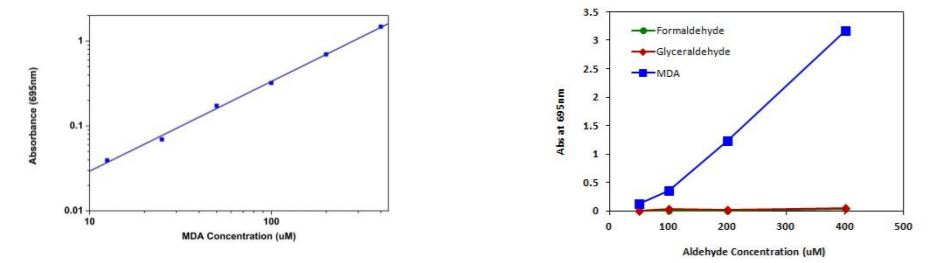 Absorbance (695nm)
1
0.1
0.01
10
100
MDA Concentration (uM)
Abs at 695nm
3.5
3
2.5
2
1.5
1
0.5
0
Formaldehyde
Glyceraldehyde
MDA
0
100
200
300
400
500
Aldehyde Concentration (uM)